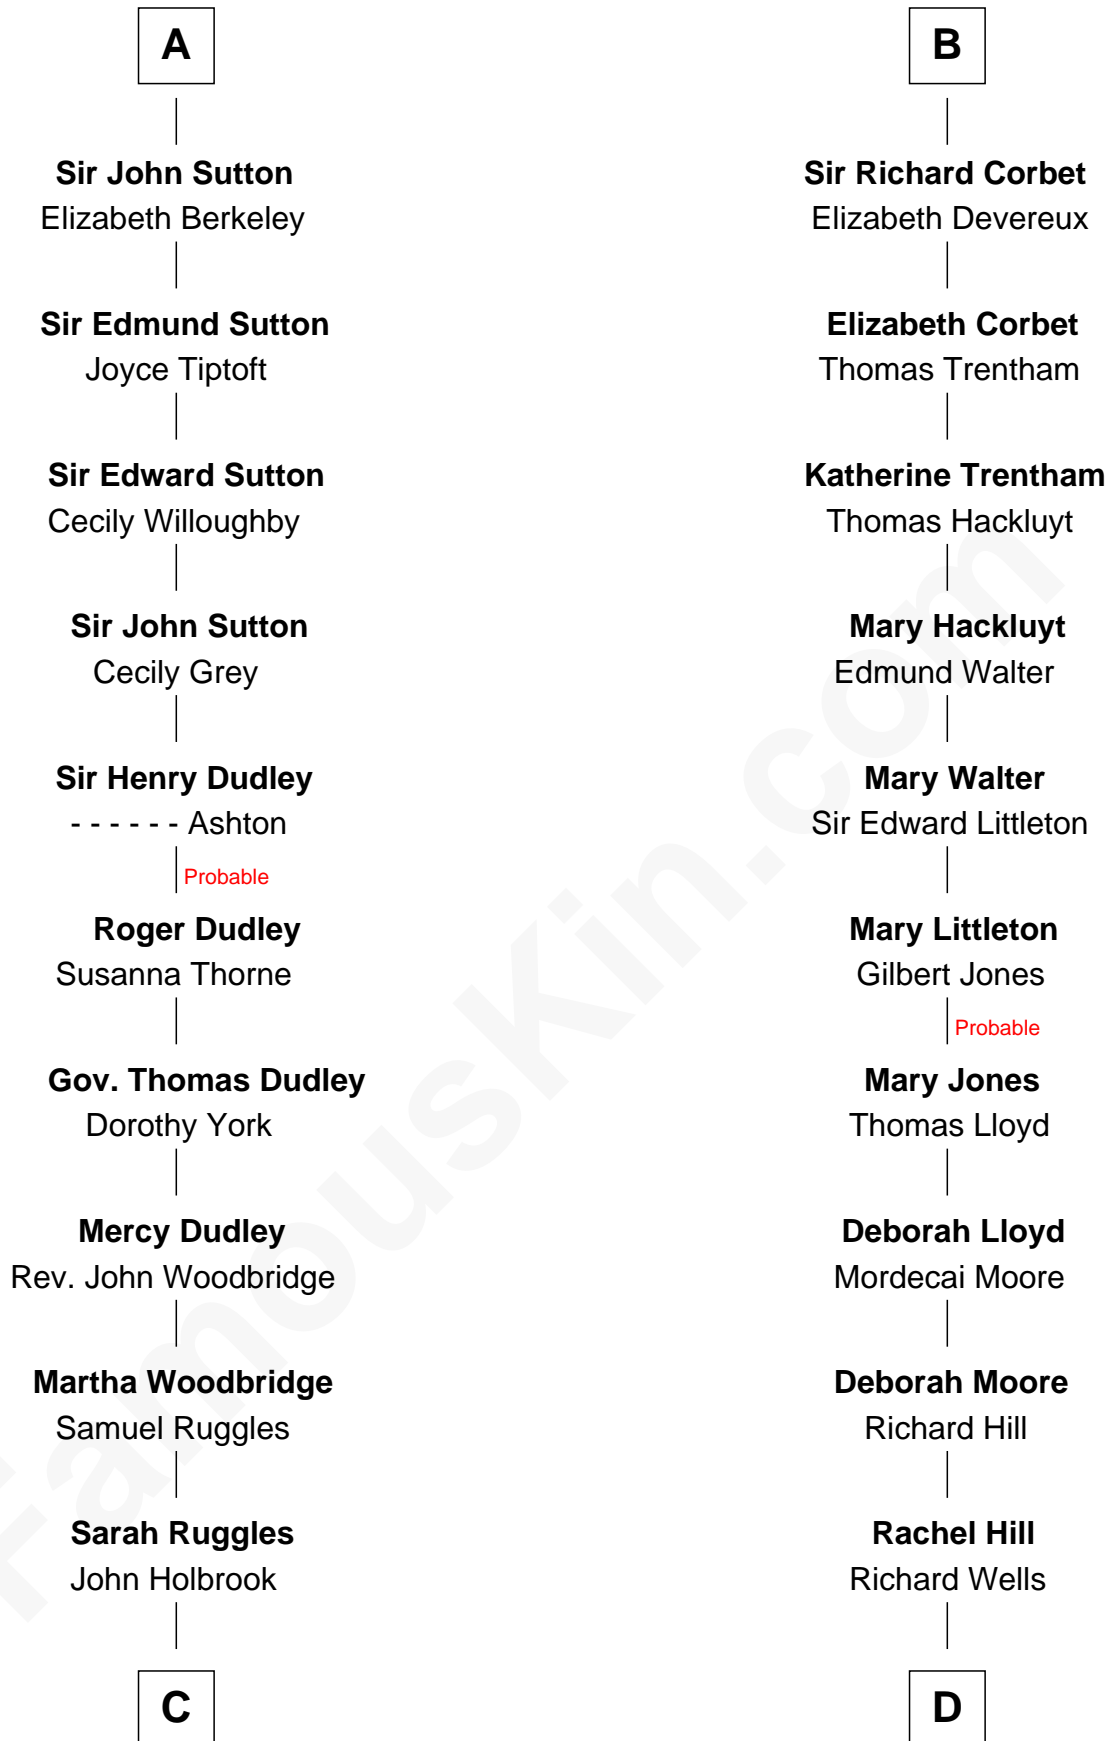 A
Sir John Sutton
Elizabeth Berkeley
Sir Edmund Sutton
Joyce Tiptoft
Sir Edward Sutton
Cecily Willoughby
Sir John Sutton
Cecily Grey
Sir Henry Dudley
- - - - - - Ashton
Probable
Roger Dudley
Susanna Thorne
Gov. Thomas Dudley
Dorothy York
Mercy Dudley
Rev. John Woodbridge
Martha Woodbridge
Samuel Ruggles
Sarah Ruggles
John Holbrook
C
B
Sir Richard Corbet
Elizabeth Devereux
Elizabeth Corbet
Thomas Trentham
Katherine Trentham
Thomas Hackluyt
Mary Hackluyt
Edmund Walter
Mary Walter
Sir Edward Littleton
Mary Littleton
Gilbert Jones
Probable
Mary Jones
Thomas Lloyd
Deborah Lloyd
Mordecai Moore
Deborah Moore
Richard Hill
Rachel Hill
Richard Wells
D
FamousKin.com